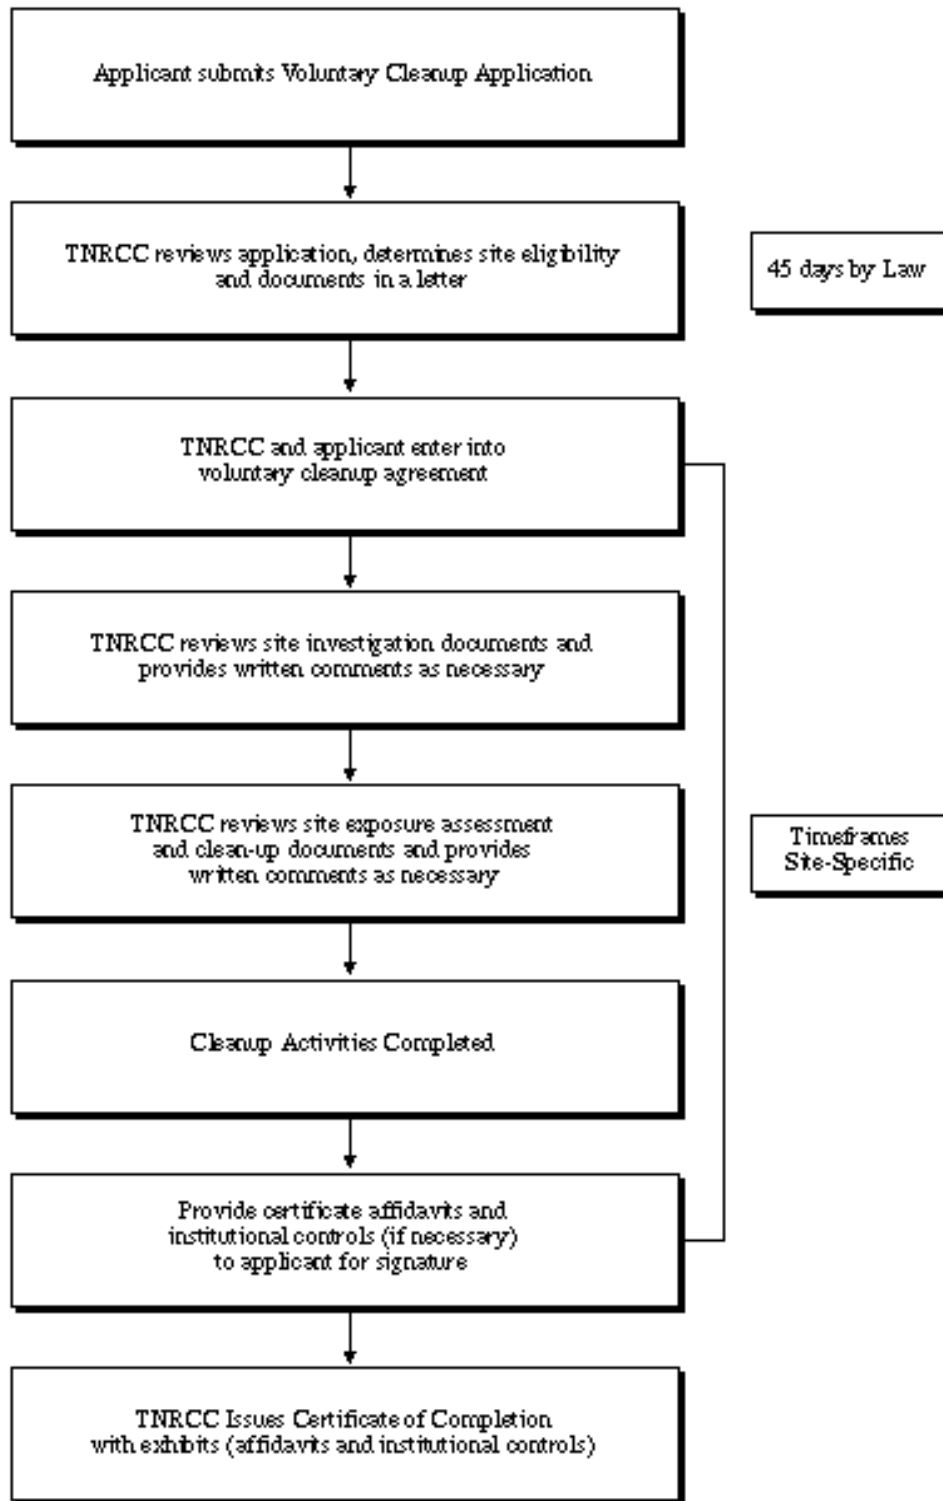 Applicant submits Voluntary Cleanup Application
TNRCC reviews application, determines site eligibility
and documents in a letter
45 days by Law
TNRCC and applicant enter into
voluntary cleanup agreement
TNRCC reviews site investigation documents and
provides written comments as necessary
TNRCC reviews site exposure assessment
and clean-up documents and provides
written comments as necessary
Timeframes
Site-Specific
Cleanup Activities Completed
Provide certificate affidavits and
institutional controls (if necessary)
to applicant for signature
TNRCC Issues Certificate of Completion
with exhibits (affidavits and institutional controls)